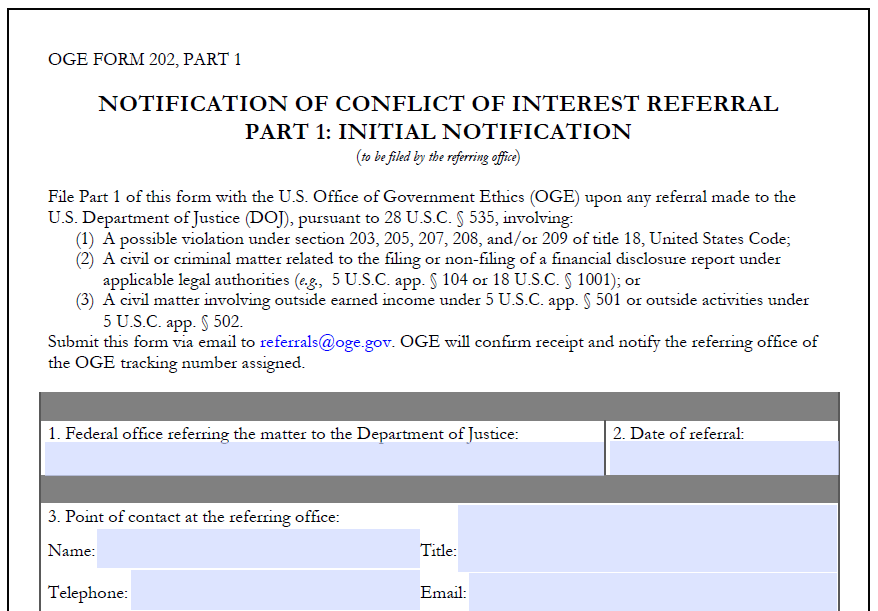 OGE FORM 202, PART 1
NOTIFICATION OF CONFLICT OF INTEREST REFERRAL
PART 1: INITIAL NOTIFICATION
(to be filed by the referring office)
File Part 1 of this form with the U.S. Office of Government Ethics (OGE) upon any referral made to the
U.S. Department of Justice (DOJ), pursuant to 28 U.S.C. § 535, involving:
(1) A possible violation under section 203, 205, 207, 208, and/or 209 of title 18, United States Code;
(2) A civil or criminal matter related to the filing or non-filing of a financial disclosure report under
applicable legal authorities (e.g., 5 U.S.C. app. § 104 or 18 U.S.C. § 1001); or
(3) A civil matter involving outside earned income under 5 U.S.C. app. § 501 or outside activities under
5 U.S.C. app. § 502.
Submit this form via email to referrals@oge.gov. OGE will confirm receipt and notify the referring office of
the OGE tracking number assigned.
1. Federal office referring the matter to the Department of Justice:
2. Date of referral:
3. Point of contact at the referring office:
Name:
Title:
Telephone:
Email: